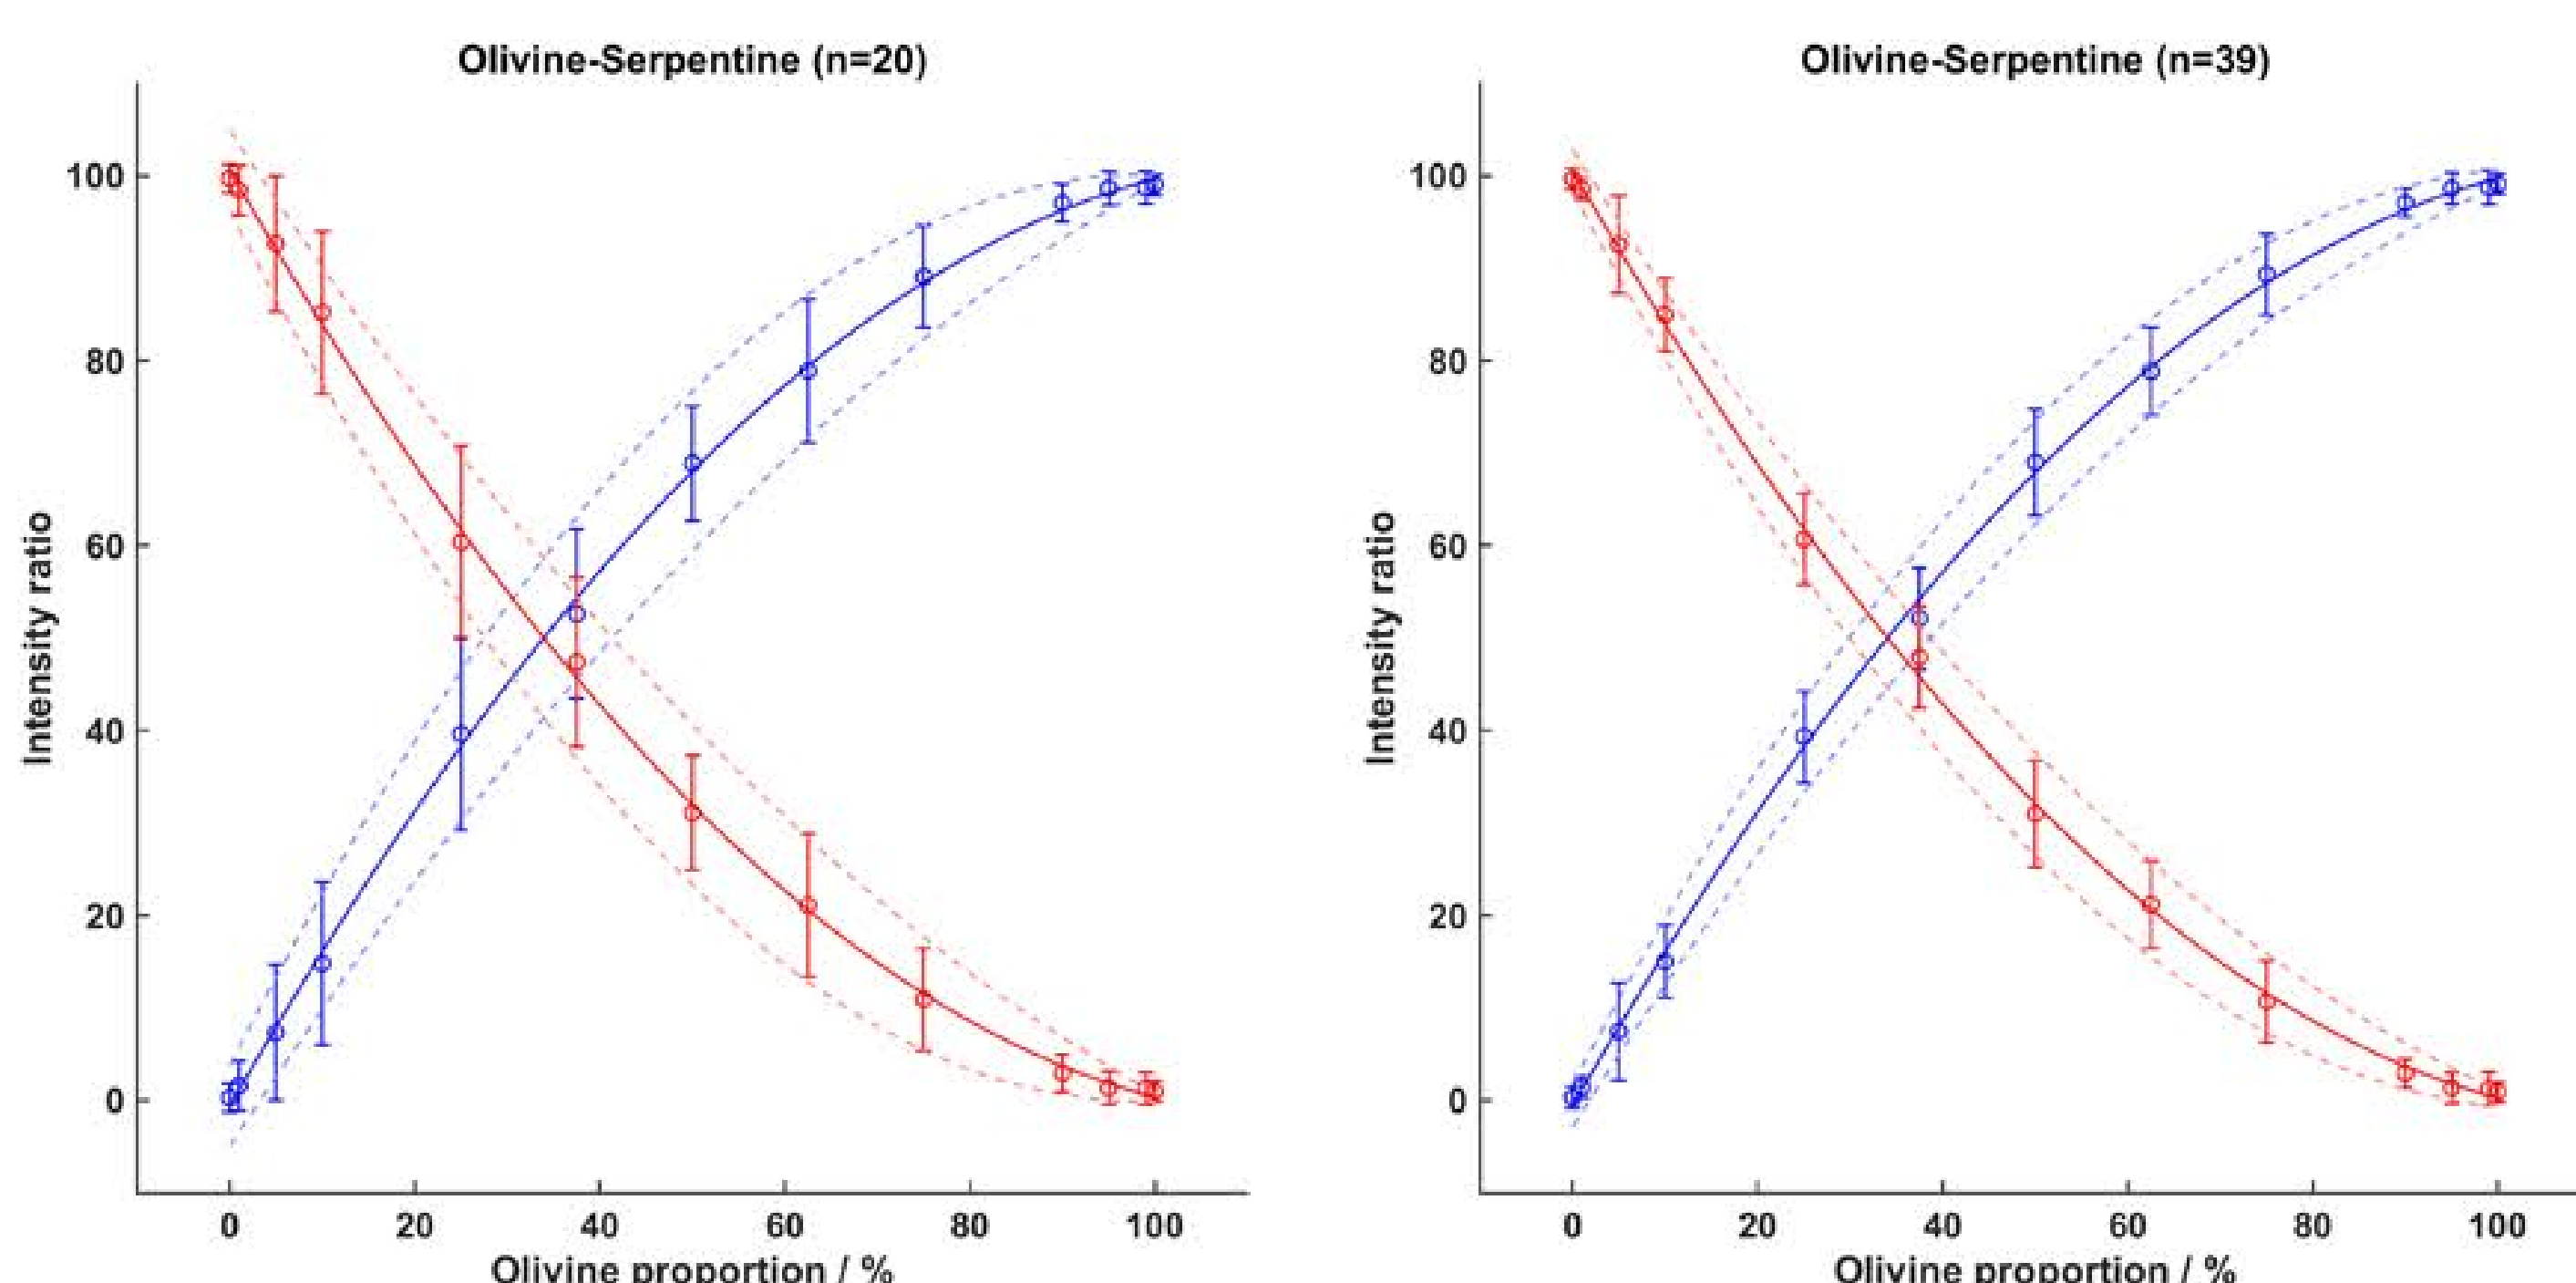 Olivine-Serpentine (n=20)
100
80
60
40
20
0
Intensity ratio
0 20 40 60 80 100
Olivine proportion / %
Olivine-Serpentine (n=39)
100
80
60
40
20
0
Intensity ratio
0 20 40 60 80 100
Olivine proportion / %